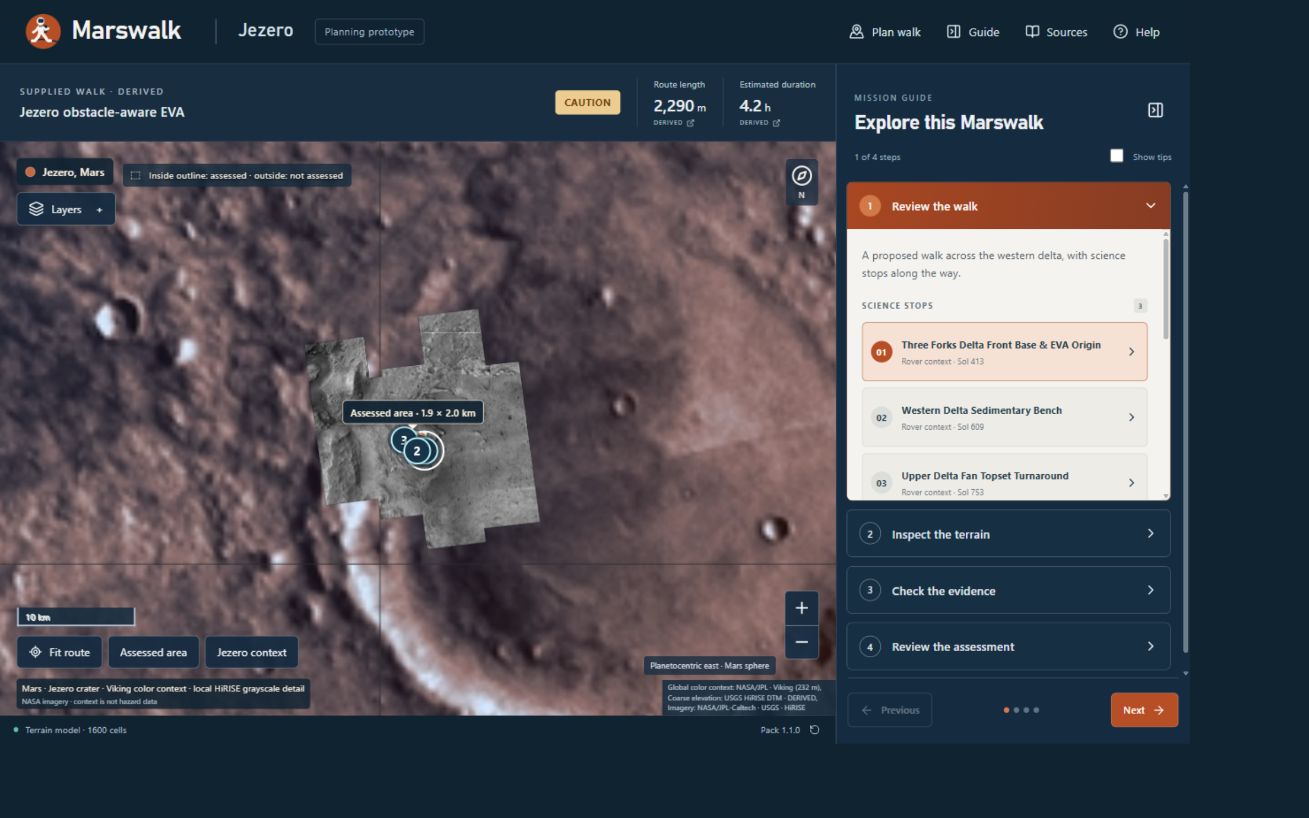 Marswalk
Jezero
Planning prototype
Plan walk
Guide
Sources
Help
SUPPLIED WALK · DERIVED
Jezero obstacle-aware EVA
CAUTION
Route length
2,290 m
DERIVED
Estimated duration
4.2 h
DERIVED
Jezero, Mars
Inside outline: assessed · outside: not assessed
Layers +
N
Assessed area · 1.9 × 2.0 km
3
2
10 km
Fit route
Assessed area
Jezero context
Mars · Jezero crater · Viking color context · local HiRISE grayscale detail
NASA imagery · context is not hazard data
+
−
Planetocentric east · Mars sphere
Global color context: NASA/JPL · Viking (232 m),
Coarse elevation: USGS HiRISE DTM · DERIVED,
Imagery: NASA/JPL-Caltech · USGS · HiRISE
Terrain model · 1600 cells
Pack 1.1.0
MISSION GUIDE
Explore this Marswalk
1 of 4 steps
Show tips
1 Review the walk
A proposed walk across the western delta, with science
stops along the way.
SCIENCE STOPS
3
01
Three Forks Delta Front Base & EVA Origin
Rover context · Sol 413
02
Western Delta Sedimentary Bench
Rover context · Sol 609
03
Upper Delta Fan Topset Turnaround
Rover context · Sol 753
2 Inspect the terrain
3 Check the evidence
4 Review the assessment
Previous
Next